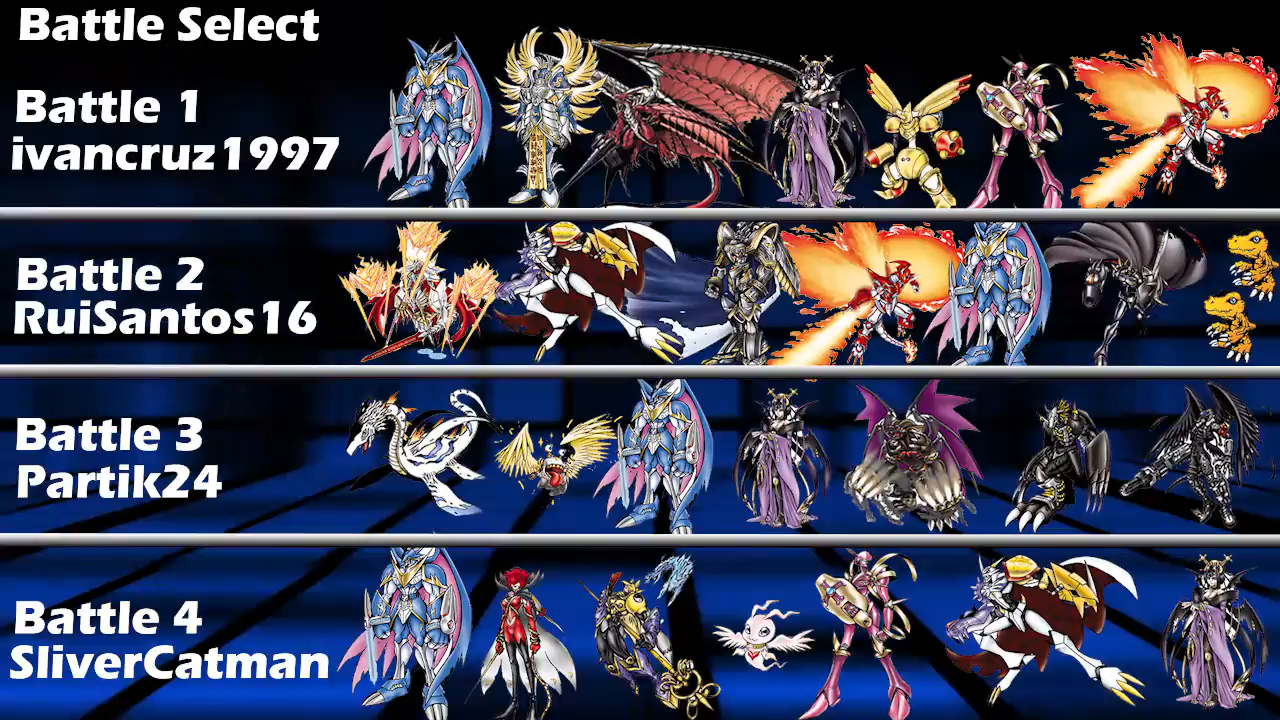 Battle Select
Battle 1
ivancruz1997
Battle 2
RuiSantos16
Battle 3
Partik24
Battle 4
SliverCatman